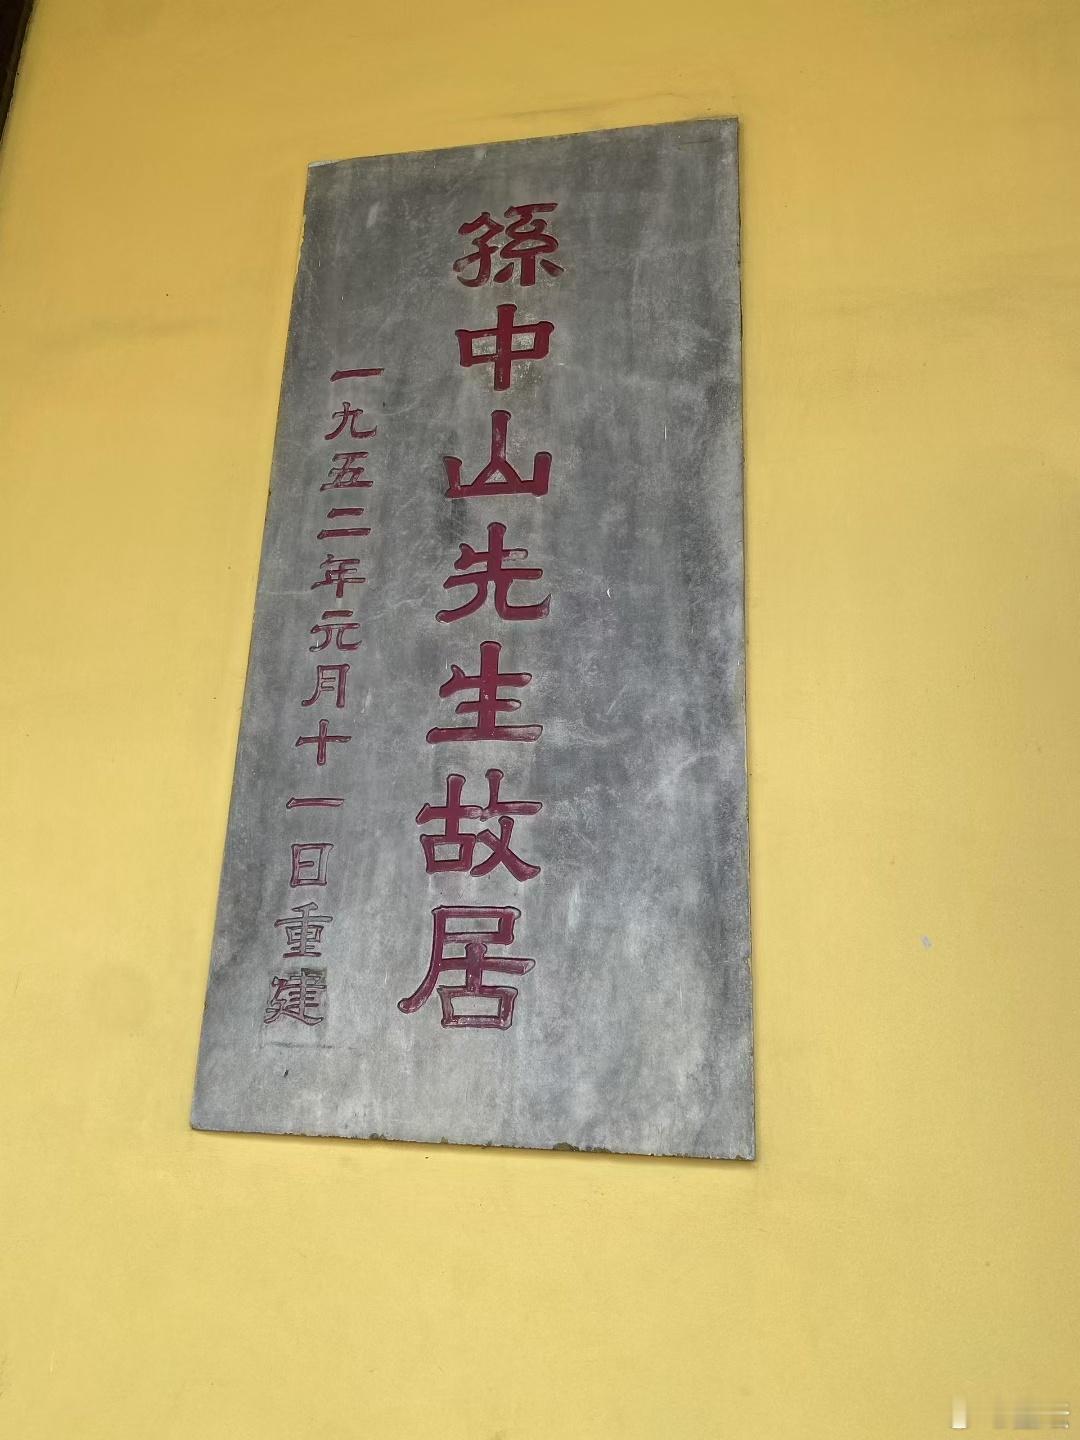 孫中山先生故居
一九五二年元月十一日重建